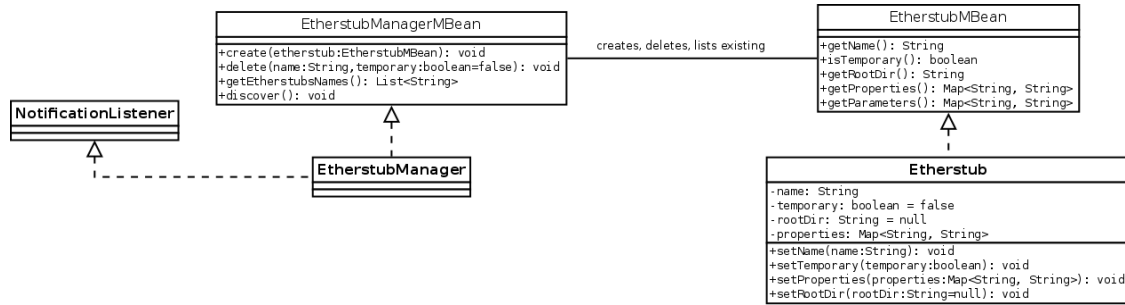 EtherstubManagerMBean
+create(etherstub:EtherstubMBean): void
+delete(name:String,temporary:boolean=false): void
+getEtherstubsNames(): List<String>
+discover(): void
creates, deletes, lists existing
EtherstubMBean
+getName(): String
+isTemporary(): boolean
+getRootDir(): String
+getProperties(): Map<String, String>
+getParameters(): Map<String, String>
NotificationListener
EtherstubManager
Etherstub
-name: String
-temporary: boolean = false
-rootDir: String = null
-properties: Map<String, String>
+setName(name:String): void
+setTemporary(temporary:boolean): void
+setProperties(properties:Map<String, String>): void
+setRootDir(rootDir:String=null): void